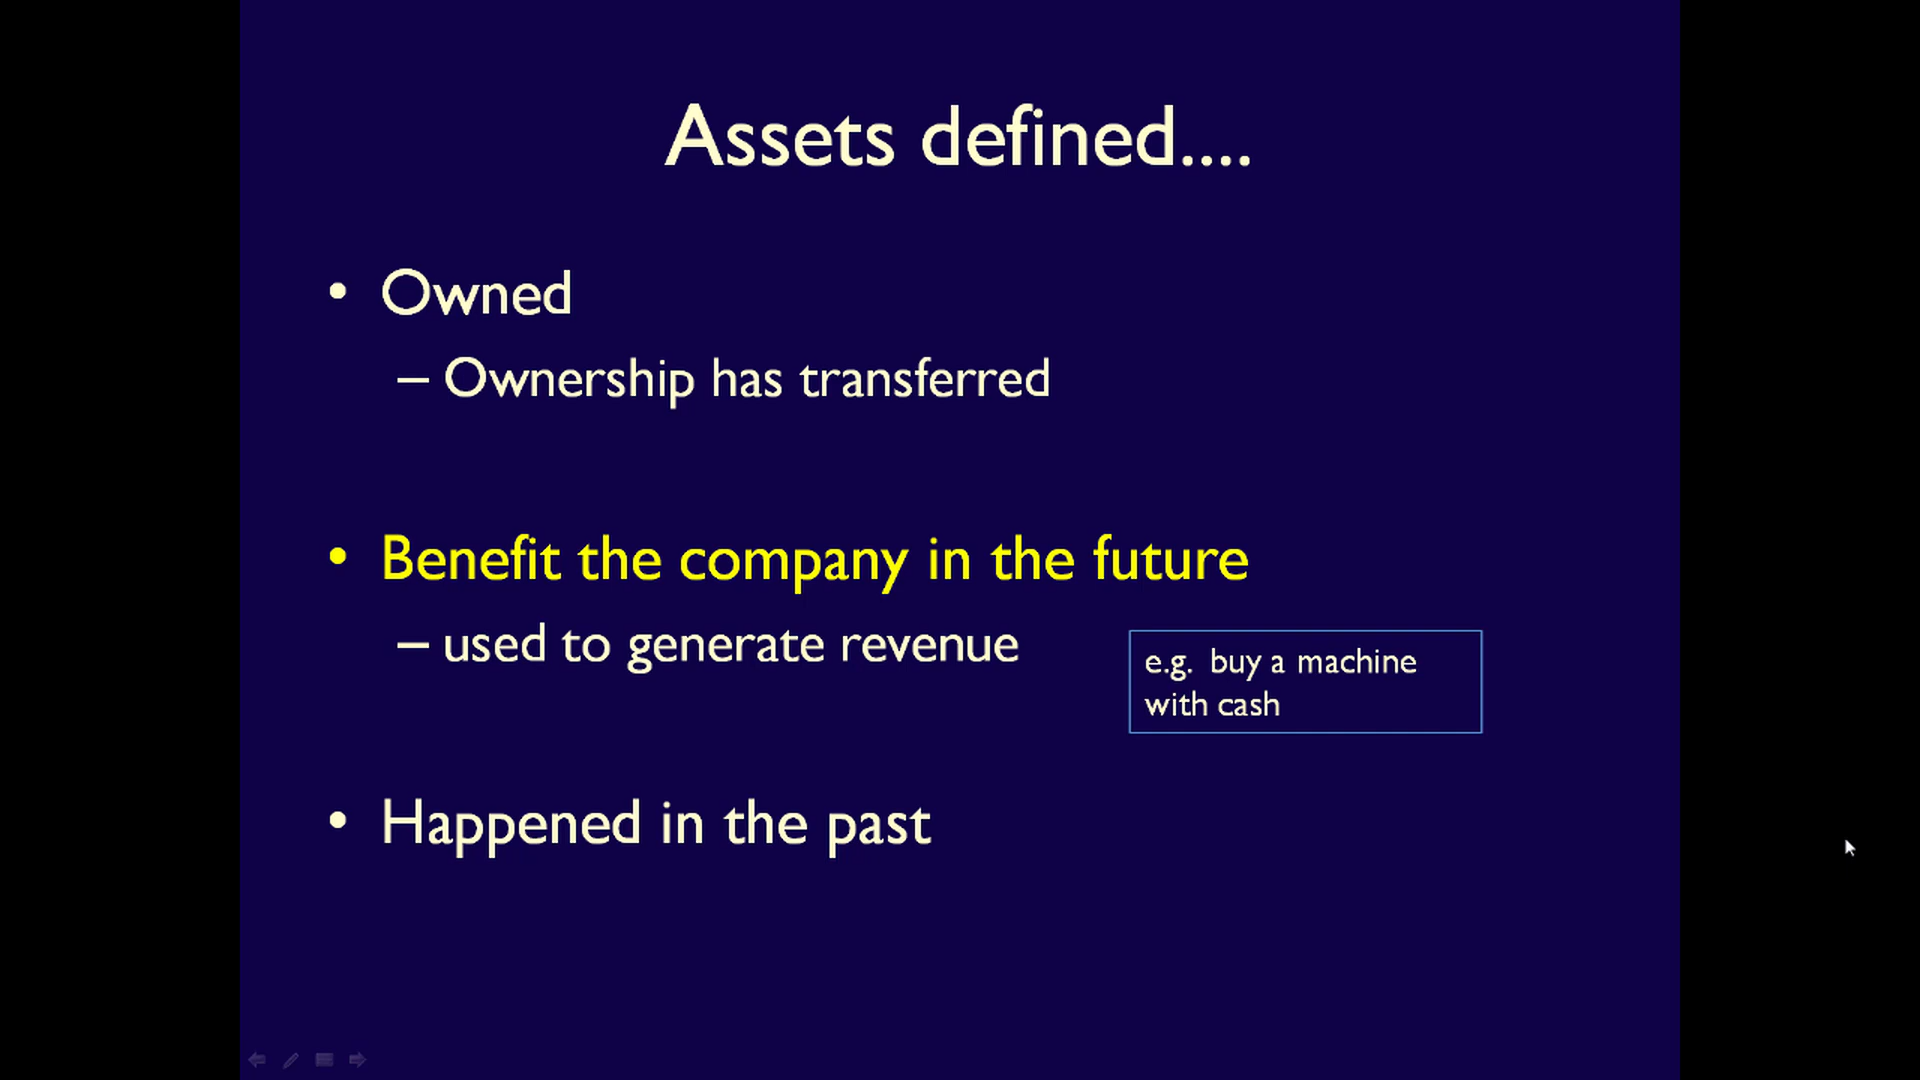 Assets defined....
• Owned
– Ownership has transferred
• Benefit the company in the future
– used to generate revenue
e.g. buy a machine
with cash
• Happened in the past